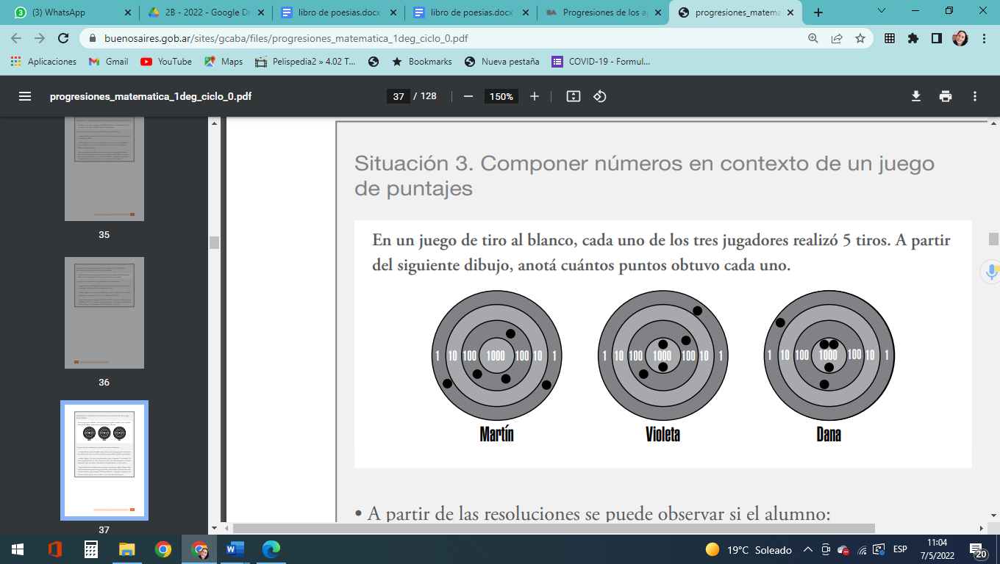 (3) WhatsApp
2B - 2022 - Google Dr
libro de poesias.docx
libro de poesias.docx
BA Progresiones de los a
progresiones_matema
buenosaires.gob.ar/sites/gcaba/files/progresiones_matematica_1deg_ciclo_0.pdf
Aplicaciones Gmail YouTube Maps Pelispedia2 » 4.02 T... Bookmarks Nueva pestaña COVID-19 - Formul...
progresiones_matematica_1deg_ciclo_0.pdf 37 / 128 150%
35
36
37
Situación 3. Componer números en contexto de un juego
de puntajes
En un juego de tiro al blanco, cada uno de los tres jugadores realizó 5 tiros. A partir
del siguiente dibujo, anotá cuántos puntos obtuvo cada uno.
1 10 100 1000 100 10 1
1 10 100 1000 100 10 1
1 10 100 1000 100 10 1
Martín Violeta Dana
• A partir de las resoluciones se puede observar si el alumno:
19°C Soleado ESP 11:04
7/5/2022 20